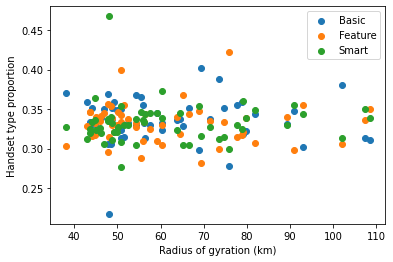 Basic
Feature
Smart
Handset type proportion
0.45
0.40
0.35
0.30
0.25
40 50 60 70 80 90 100 110
Radius of gyration (km)